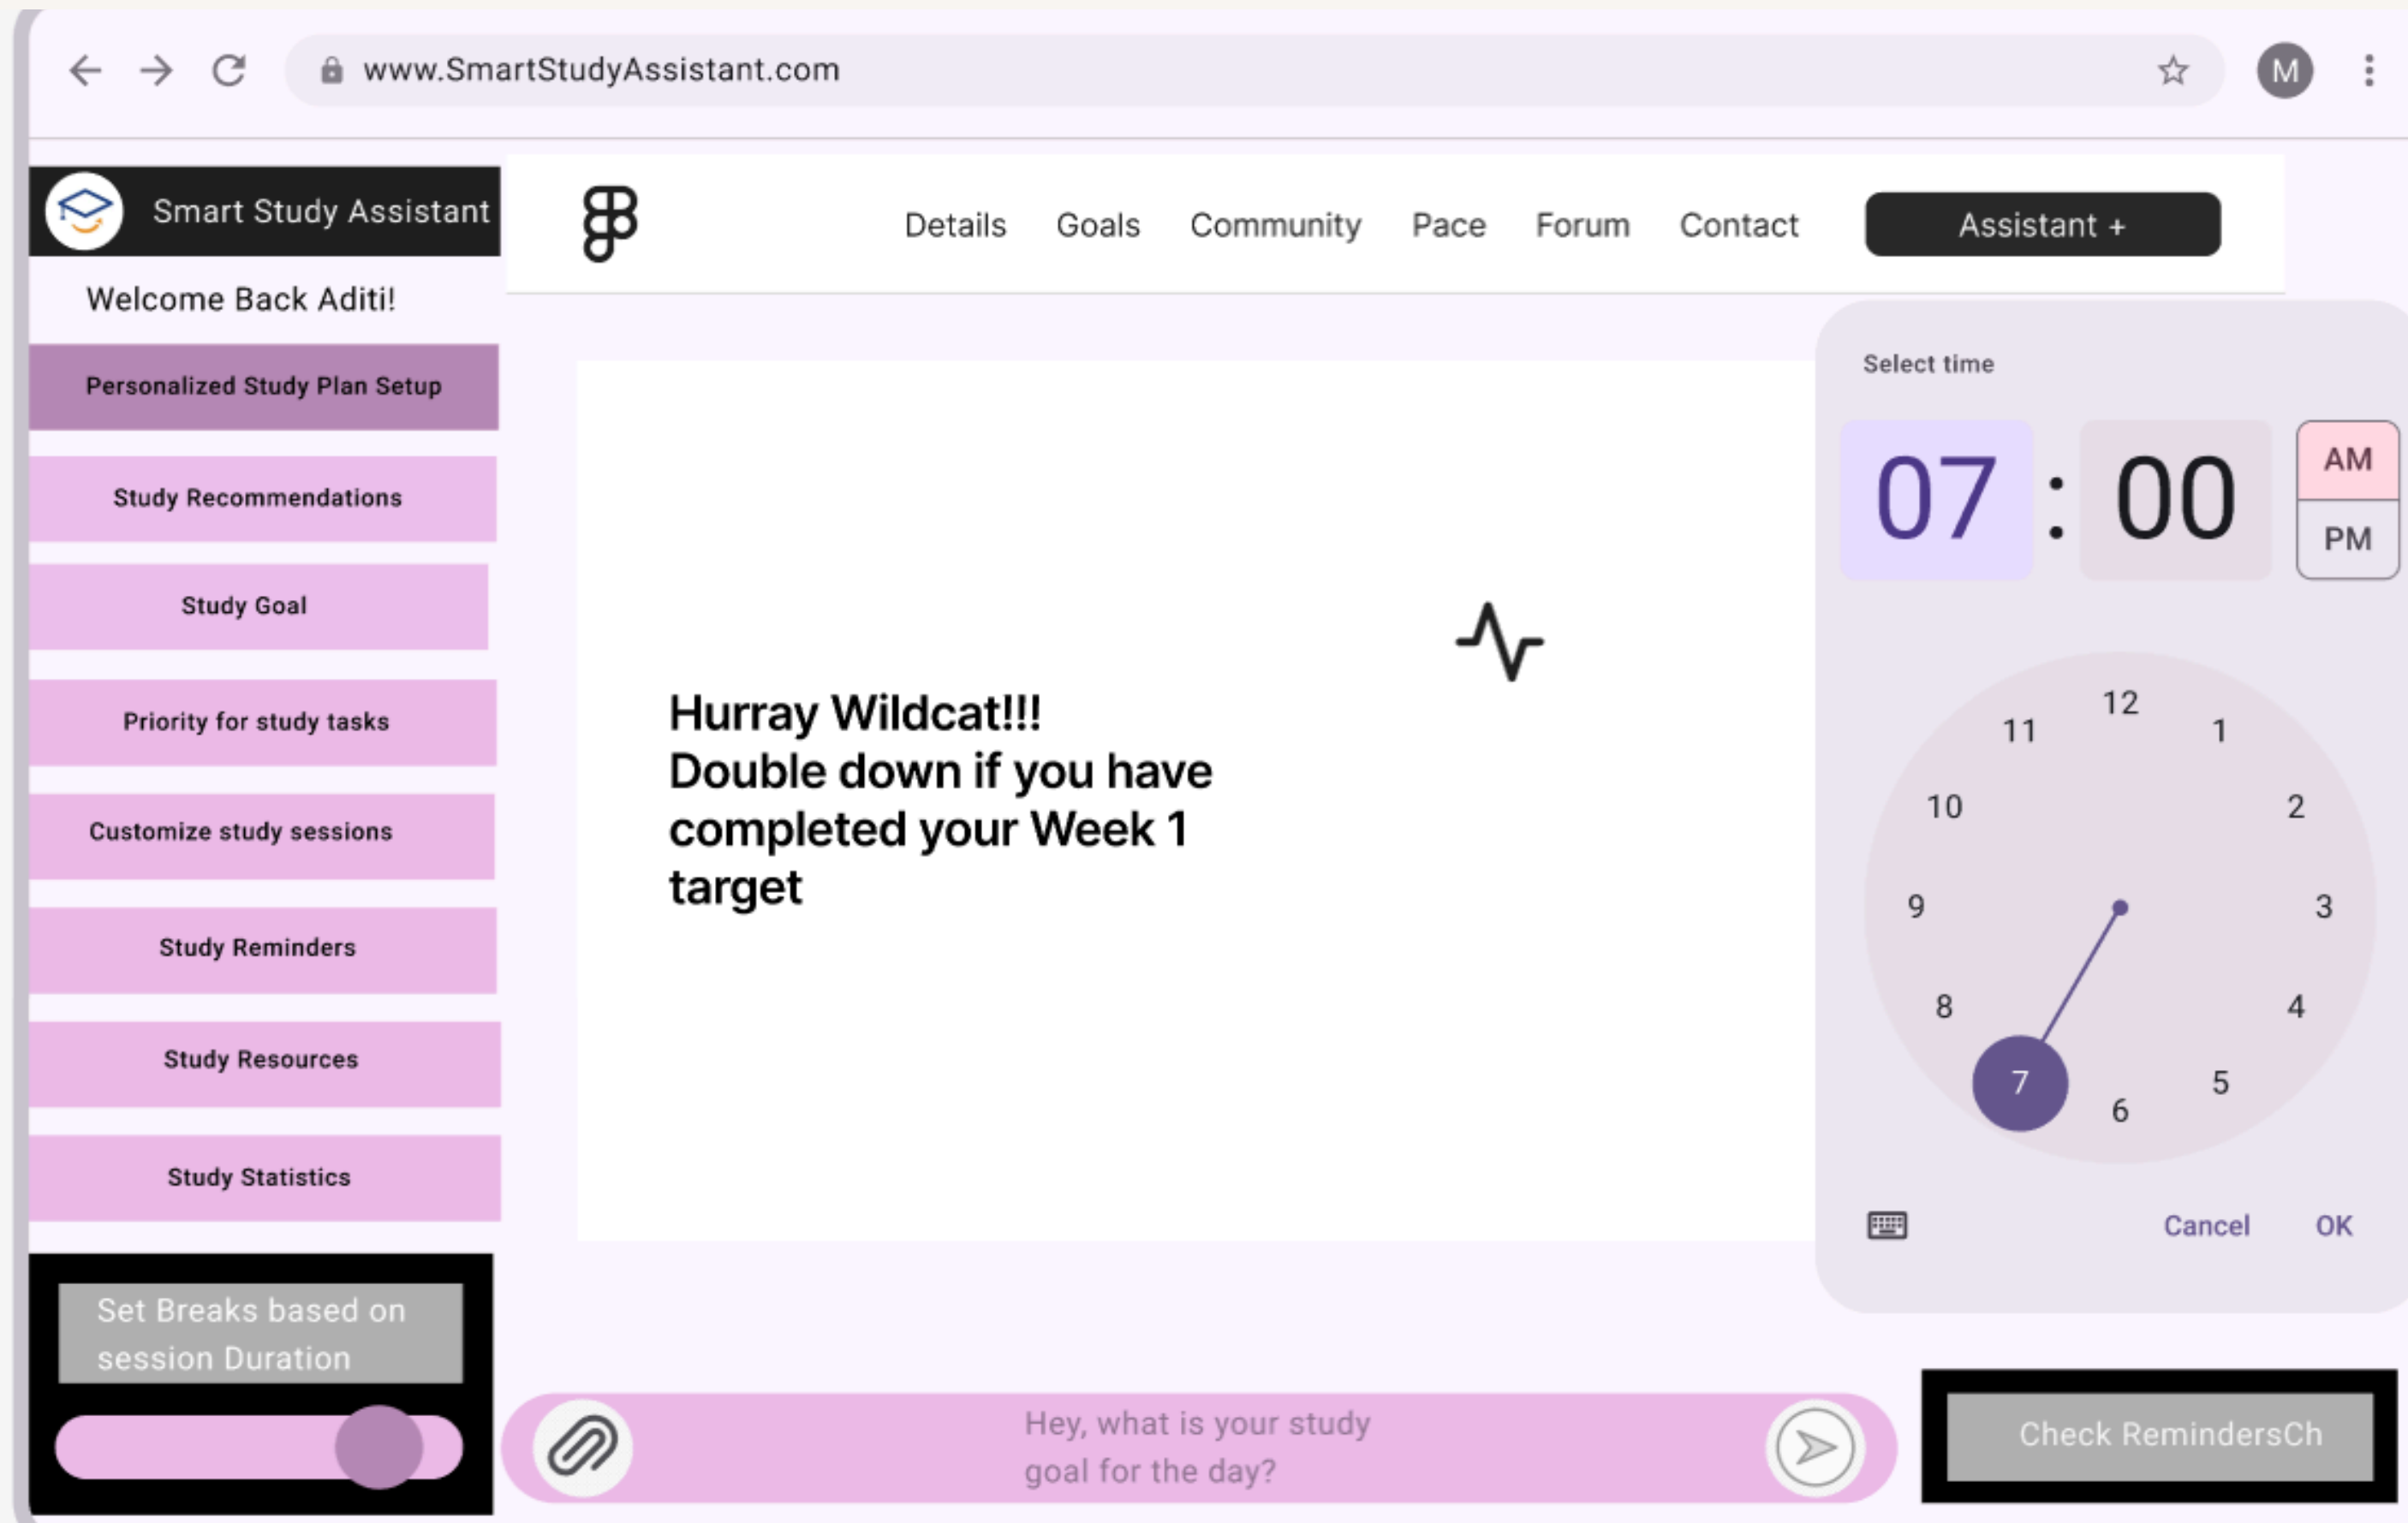 www.SmartStudyAssistant.com
M
Smart Study Assistant
Details Goals Community Pace Forum Contact
Assistant +
Welcome Back Aditi!
Personalized Study Plan Setup
Study Recommendations
Study Goal
Priority for study tasks
Customize study sessions
Study Reminders
Study Resources
Study Statistics
Set Breaks based on
session Duration
Hurray Wildcat!!!
Double down if you have
completed your Week 1
target
Select time
07 : 00
AM
PM
12
1
2
3
4
5
6
7
8
9
10
11
Cancel OK
Hey, what is your study
goal for the day?
Check RemindersCh